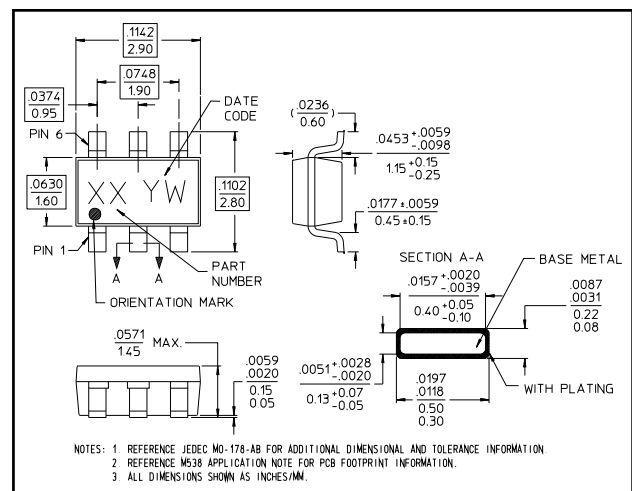 .1142
2.90
.0748
1.90
.0374
0.95
DATE
CODE
PIN 6
.0630
1.60
XX YW
.1102
2.80
PIN 1
A A
PART
NUMBER
ORIENTATION MARK
(.0236
0.60)
.0453 +.0059
-.0098
1.15 +0.15
-0.25
.0177 ±.0059
0.45 ±0.15
SECTION A-A
.0157 +.0020
-.0039
0.40 +0.05
-0.10
BASE METAL
.0087
.0031
0.22
0.08
.0051 +.0028
-.0020
0.13 +0.07
-0.05
.0197
.0118
0.50
0.30
WITH PLATING
.0571
1.45 MAX.
.0059
.0020
0.15
0.05
NOTES: 1. REFERENCE JEDEC MO-178-AB FOR ADDITIONAL DIMENSIONAL AND TOLERANCE INFORMATION.
2. REFERENCE M538 APPLICATION NOTE FOR PCB FOOTPRINT INFORMATION.
3. ALL DIMENSIONS SHOWN AS INCHES/MM.